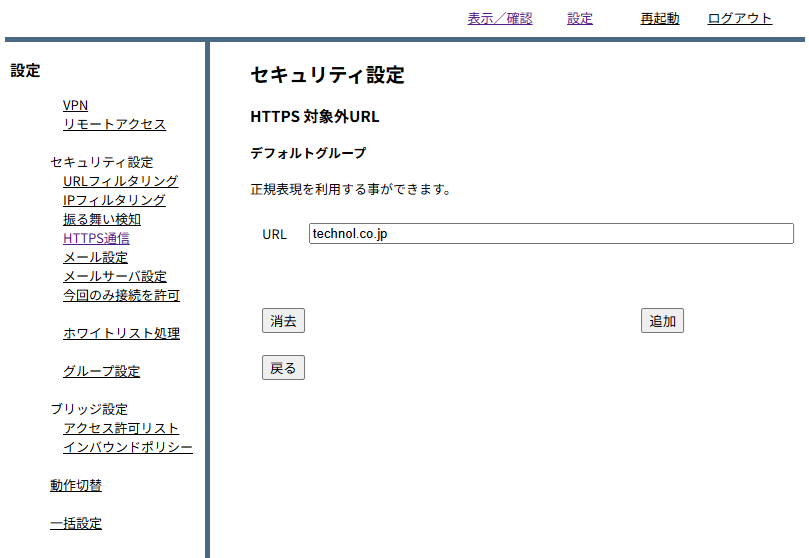 表示／確認 設定 再起動 ログアウト
設定
VPN
リモートアクセス
セキュリティ設定
URLフィルタリング
IPフィルタリング
振る舞い検知
HTTPS通信
メール設定
メールサーバ設定
今回のみ接続を許可
ホワイトリスト処理
グループ設定
ブリッジ設定
アクセス許可リスト
インバウンドポリシー
動作切替
一括設定
セキュリティ設定
HTTPS 対象外URL
デフォルトグループ
正規表現を利用する事ができます。
URL technol.co.jp
消去 追加
戻る